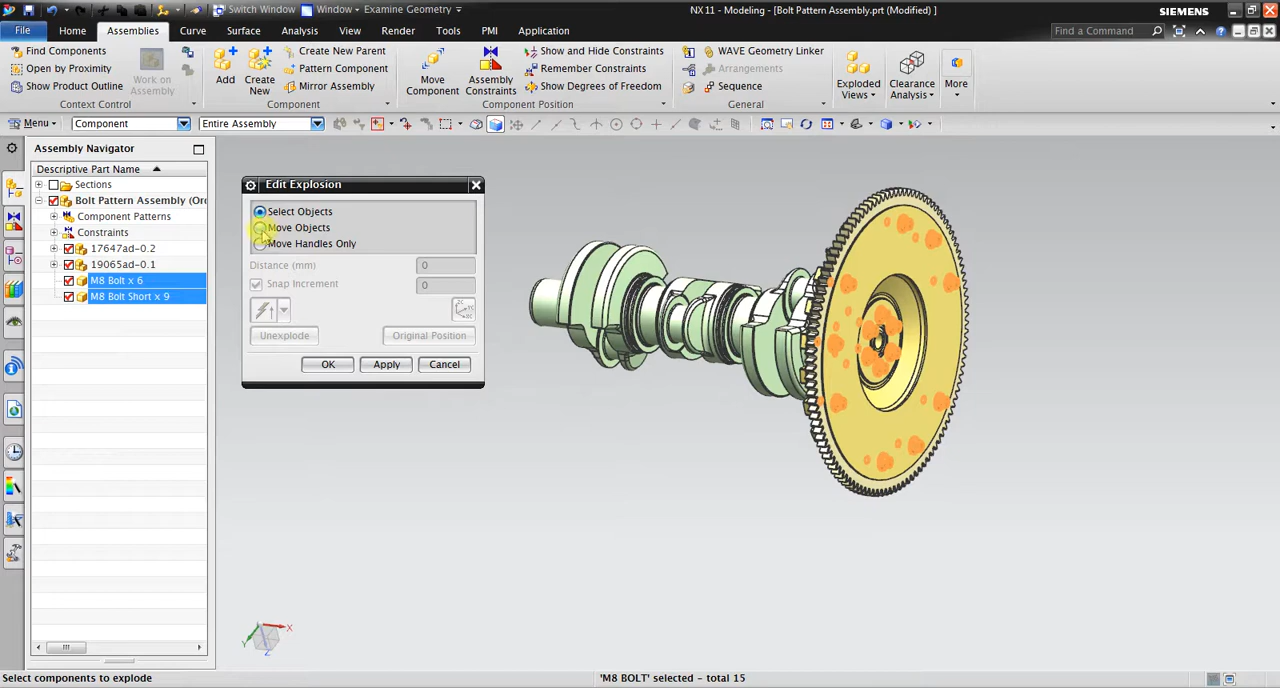 Switch Window Window Examine Geometry NX 11 - Modeling - [Bolt Pattern Assembly.prt (Modified) ] SIEMENS
File Home Assemblies Curve Surface Analysis View Render Tools PMI Application Find a Command
Find Components Create New Parent Show and Hide Constraints WAVE Geometry Linker
Open by Proximity Pattern Component Remember Constraints Arrangements
Show Product Outline Mirror Assembly Show Degrees of Freedom Sequence
Work on Assembly Add Create New Move Component Assembly Constraints Exploded Views Clearance Analysis More
Context Control Component Component Position General
Menu Component Entire Assembly
Assembly Navigator
Descriptive Part Name
Sections
Bolt Pattern Assembly (Ord
Component Patterns
Constraints
17647ad-0.2
19065ad-0.1
M8 Bolt x 6
M8 Bolt Short x 9
Edit Explosion
Select Objects
Move Objects
Move Handles Only
Distance (mm) 0
Snap Increment 0
Unexplode Original Position
OK Apply Cancel
X
Y
Z
Select components to explode 'M8 BOLT' selected - total 15